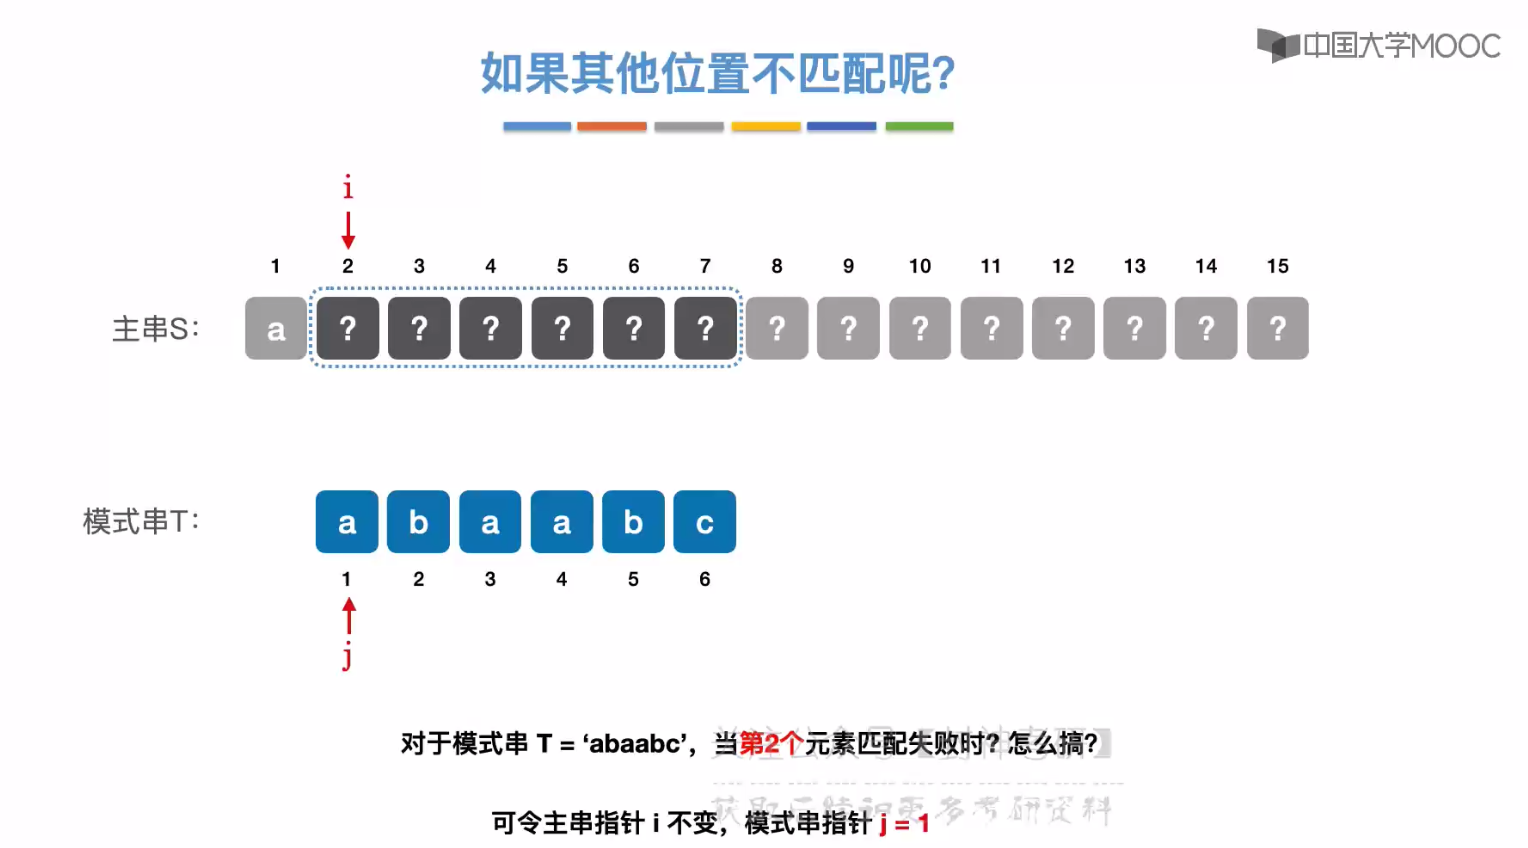 中国大学MOOC
如果其他位置不匹配呢？
i
1 2 3 4 5 6 7 8 9 10 11 12 13 14 15
主串S： a ? ? ? ? ? ? ? ? ? ? ? ? ? ?
模式串T： a b a a b c
1 2 3 4 5 6
j
对于模式串 T = ‘abaabc’，当第2个元素匹配失败时？怎么搞？
可令主串指针 i 不变，模式串指针 j = 1